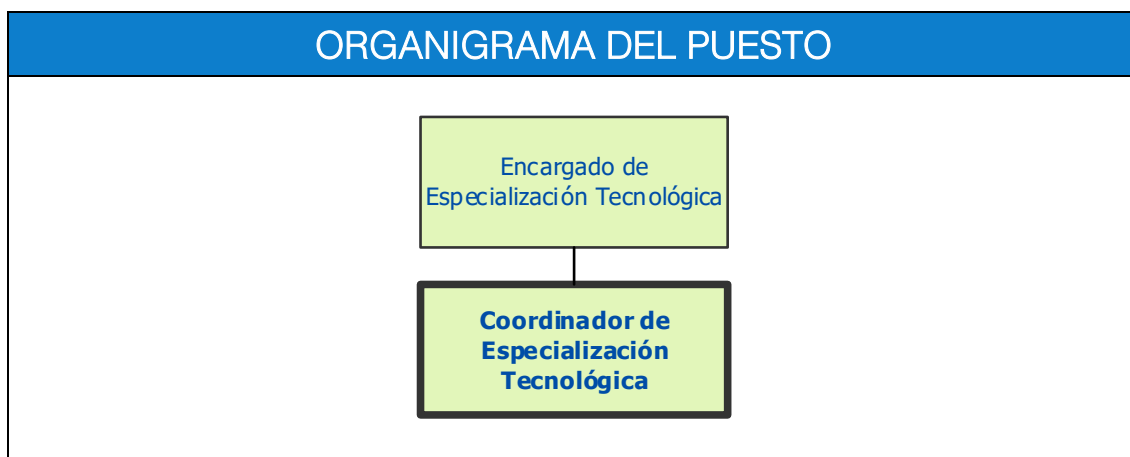 ORGANIGRAMA DEL PUESTO
Encargado de
Especialización Tecnológica
Coordinador de
Especialización
Tecnológica